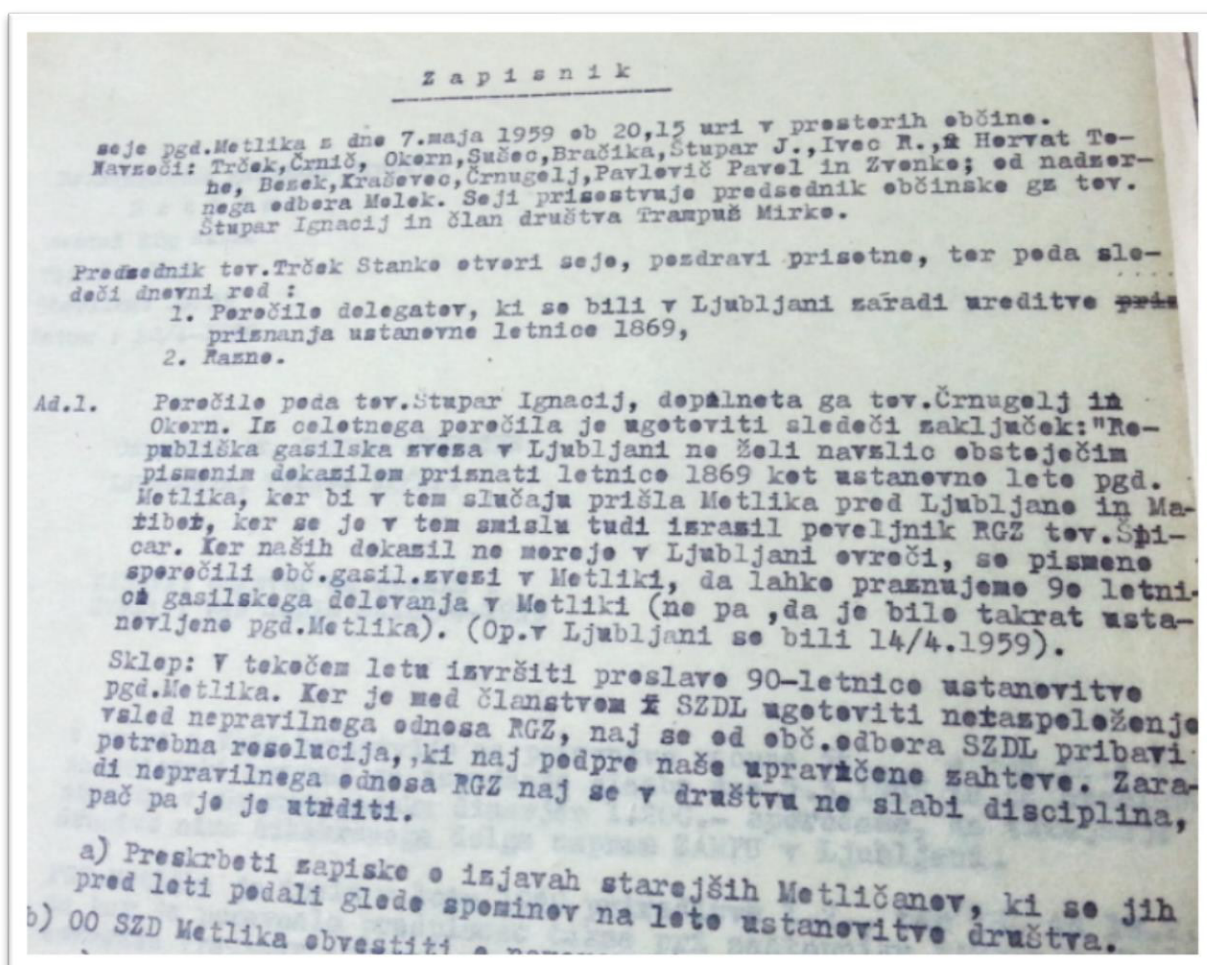 Zapisnik
seje pgd.Metlika z dne 7.maja 1959 ob 20,15 uri v prostorih občine.
Navzoči: Trček,Črnič, Okorn,Sušec,Bračika,Štupar J.,Ivec R.,& Horvat To-
ne, Bezek,Kraševec,Črnugelj,Pavlovič Pavel in Zvonko; od nadzor-
nega odbora Molek. Seji prisostvuje predsednik občinske gz tov.
Štupar Ignacij in član društva Trampuš Mirko.
Predsednik tov.Trček Stanko otvori sejo, pozdravi prisotne, ter poda sle-
deči dnevni red :
1. Poročilo delegatov, ki so bili v Ljubljani zaradi ureditve priz
priznanja ustanovne letnice 1869,
2. Razno.
Ad.1. Poročilo poda tov.Štupar Ignacij, dopolneta ga tov.Črnugelj in
Okorn. Iz celotnega poročila je ugotoviti sledeči zaključek:"Re-
publiška gasilska zveza v Ljubljani ne želi navzlic obstoječim
pismenim dokazilom priznati letnico 1869 kot ustanovno leto pgd.
Metlika, ker bi v tem slučaju prišla Metlika pred Ljubljano in Ma-
ribor, ker se je v tem smislu tudi izrazil poveljnik RGZ tov.Špi-
car. Ker naših dokazil ne morejo v Ljubljani ovreči, so pismeno
sporočili obč.gasil.zvezi v Metliki, da lahko praznujemo 9o letni-
co gasilskega delovanja v Metliki (ne pa ,da je bilo takrat usta-
novljeno pgd.Metlika). (Op.v Ljubljani so bili 14/4.1959).
Sklep: V tekočem letu izvršiti proslavo 90-letnice ustanovitve
pgd.Metlika. Ker je med članstvom SZDL ugotoviti nerazpoloženje
vsled nepravilnega odnosa RGZ, naj se od obč.odbora SZDL pribavi
potrebna resolucija,,ki naj podpre naše upravičene zahteve. Zara-
di nepravilnega odnosa RGZ naj se v društvu ne slabi disciplina,
pač pa jo je utrditi.
a) Preskrbeti zapiske o izjavah starejših Metličanov, ki so jih
pred leti podali glede spominov na leto ustanovitve društva.
b) OO SZD Metlika obvestiti o